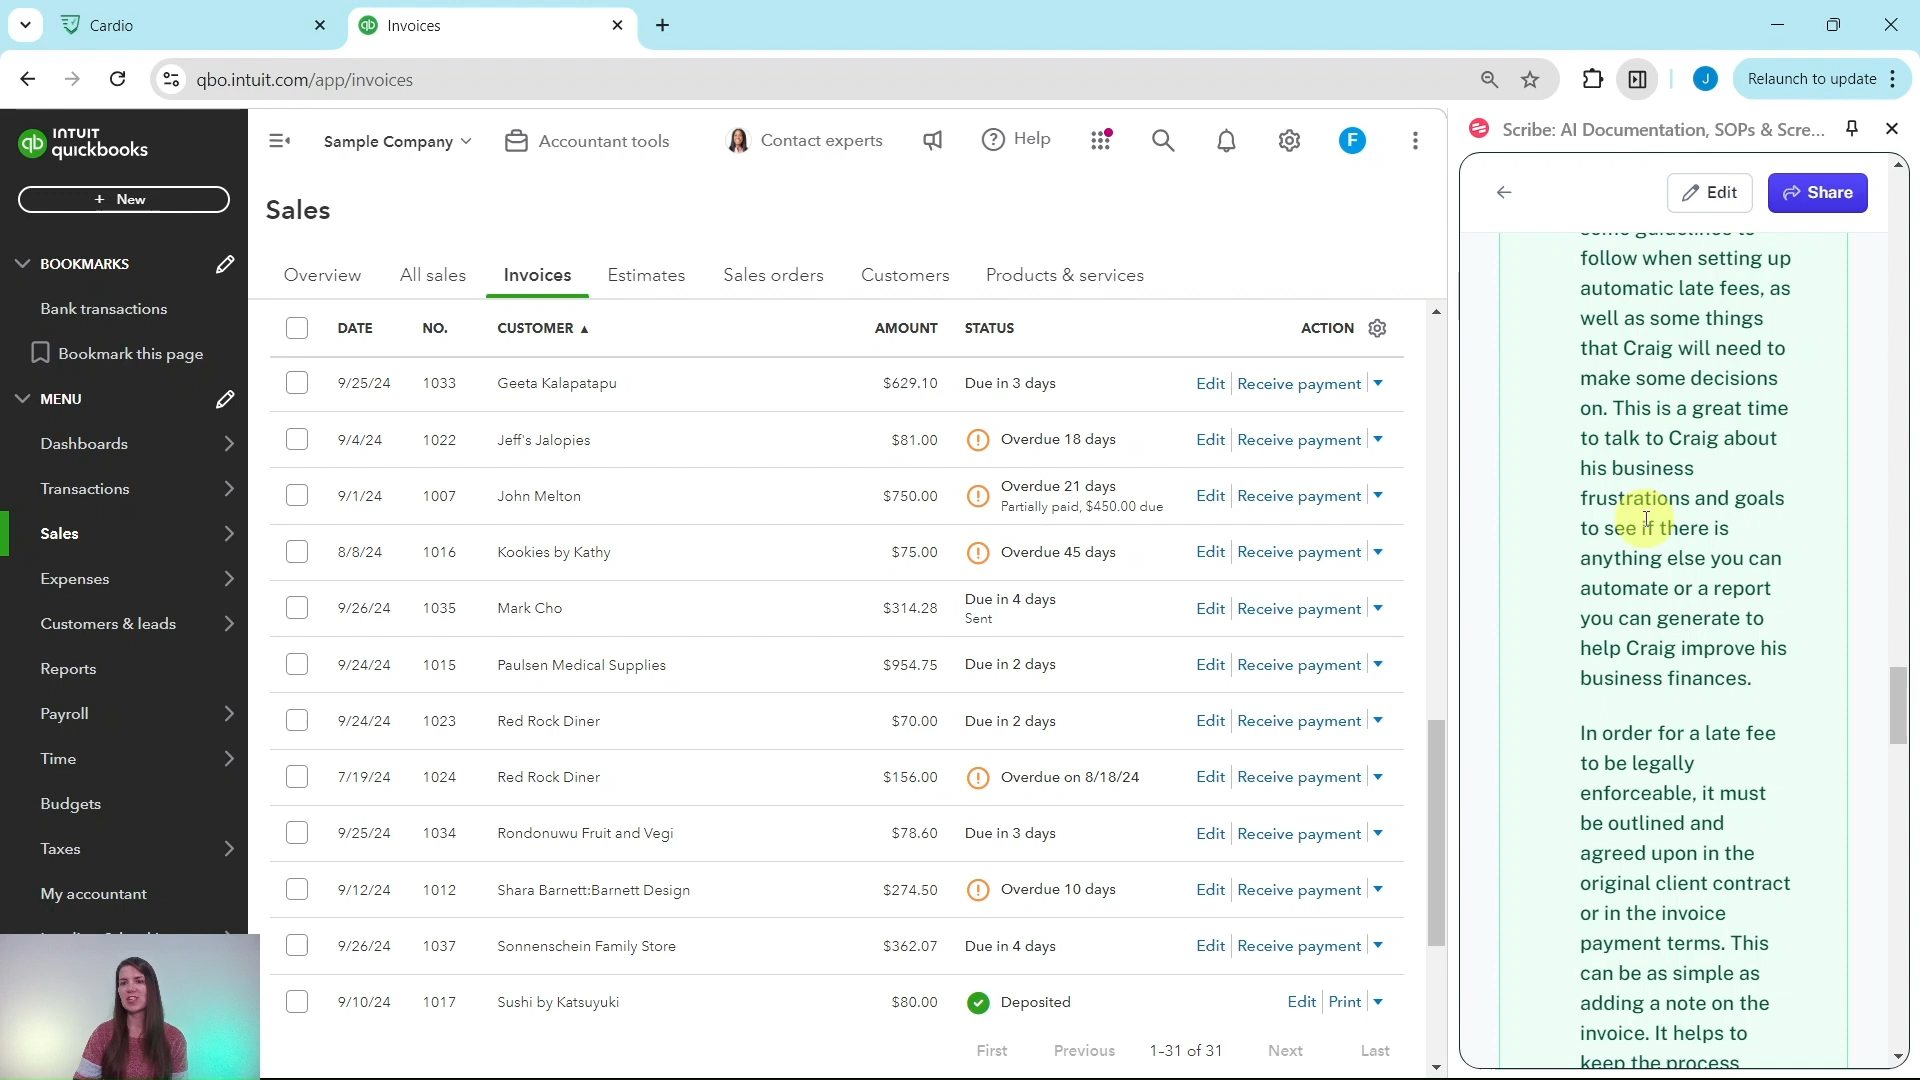 Cardio
Invoices
qbo.intuit.com/app/invoices
J
Relaunch to update
INTUIT
quickbooks
+ New
BOOKMARKS
Bank transactions
Bookmark this page
MENU
Dashboards
Transactions
Sales
Expenses
Customers & leads
Reports
Payroll
Time
Budgets
Taxes
My accountant
Sample Company
Accountant tools
Contact experts
Help
F
Sales
Overview
All sales
Invoices
Estimates
Sales orders
Customers
Products & services
DATE NO. CUSTOMER ▲ AMOUNT STATUS ACTION
9/25/24 1033 Geeta Kalapatapu $629.10 Due in 3 days Edit Receive payment
9/4/24 1022 Jeff's Jalopies $81.00 Overdue 18 days Edit Receive payment
9/1/24 1007 John Melton $750.00 Overdue 21 days Edit Receive payment
Partially paid, $450.00 due
8/8/24 1016 Kookies by Kathy $75.00 Overdue 45 days Edit Receive payment
9/26/24 1035 Mark Cho $314.28 Due in 4 days Edit Receive payment
Sent
9/24/24 1015 Paulsen Medical Supplies $954.75 Due in 2 days Edit Receive payment
9/24/24 1023 Red Rock Diner $70.00 Due in 2 days Edit Receive payment
7/19/24 1024 Red Rock Diner $156.00 Overdue on 8/18/24 Edit Receive payment
9/25/24 1034 Rondonuwu Fruit and Vegi $78.60 Due in 3 days Edit Receive payment
9/12/24 1012 Shara Barnett:Barnett Design $274.50 Overdue 10 days Edit Receive payment
9/26/24 1037 Sonnenschein Family Store $362.07 Due in 4 days Edit Receive payment
9/10/24 1017 Sushi by Katsuyuki $80.00 Deposited Edit Print
First Previous 1-31 of 31 Next Last
Scribe: AI Documentation, SOPs & Scre...
Edit
Share
some guidelines to
follow when setting up
automatic late fees, as
well as some things
that Craig will need to
make some decisions
on. This is a great time
to talk to Craig about
his business
frustrations and goals
to see if there is
anything else you can
automate or a report
you can generate to
help Craig improve his
business finances.
In order for a late fee
to be legally
enforceable, it must
be outlined and
agreed upon in the
original client contract
or in the invoice
payment terms. This
can be as simple as
adding a note on the
invoice. It helps to
keep the process